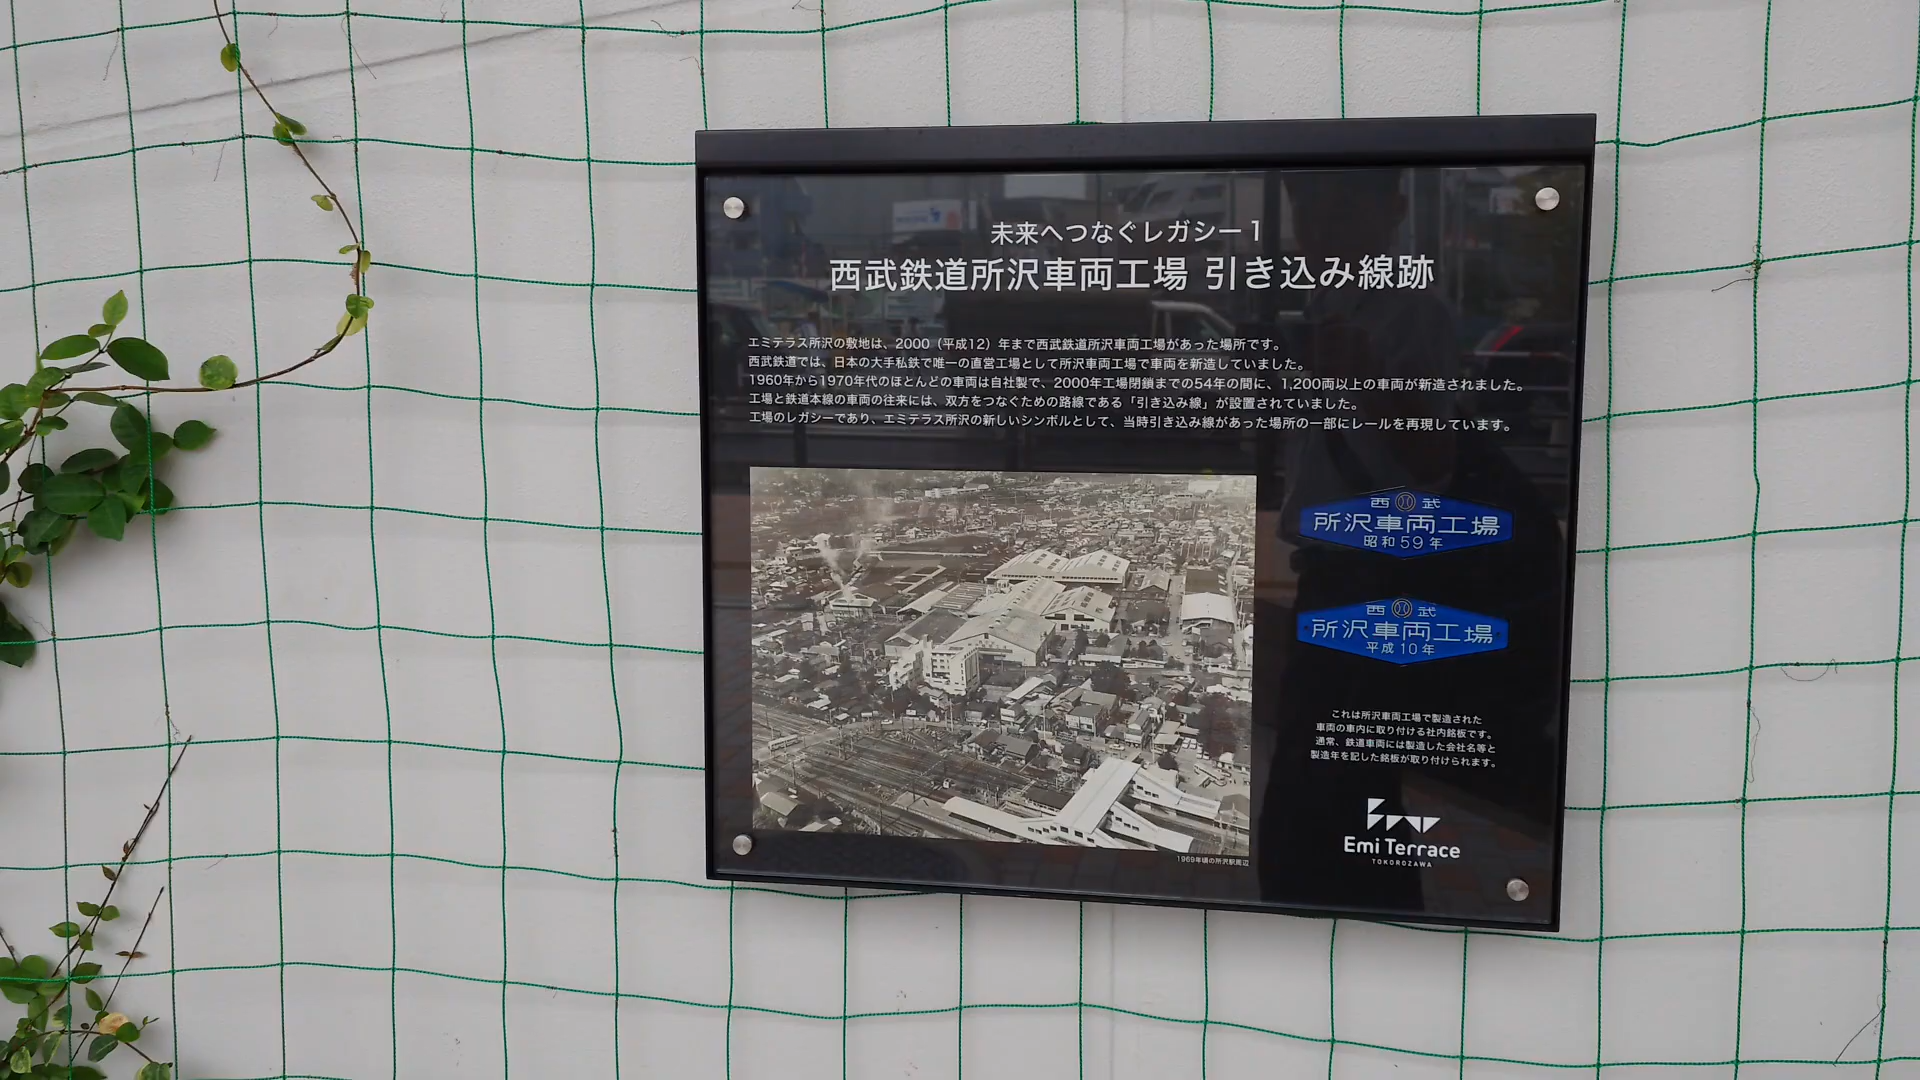 未来へつなぐレガシー1
西武鉄道所沢車両工場 引き込み線跡
エミテラス所沢の敷地は、2000（平成12）年まで西武鉄道所沢車両工場があった場所です。
西武鉄道では、日本の大手私鉄で唯一の直営工場として所沢車両工場で車両を新造していました。
1960年から1970年代のほとんどの車両は自社製で、2000年工場閉鎖までの54年の間に、1,200両以上の車両が新造されました。
工場と鉄道本線の車両の往来には、双方をつなぐための路線である「引き込み線」が設置されていました。
工場のレガシーであり、エミテラス所沢の新しいシンボルとして、当時引き込み線があった場所の一部にレールを再現しています。
西 武
所沢車両工場
昭和59年
西 武
所沢車両工場
平成10年
これは所沢車両工場で製造された
車両の車内に取り付ける社内銘板です。
通常、鉄道車両には製造した会社名等と
製造年を記した銘板が取り付けられます。
1969年頃の所沢駅周辺
Emi Terrace
TOKOROZAWA